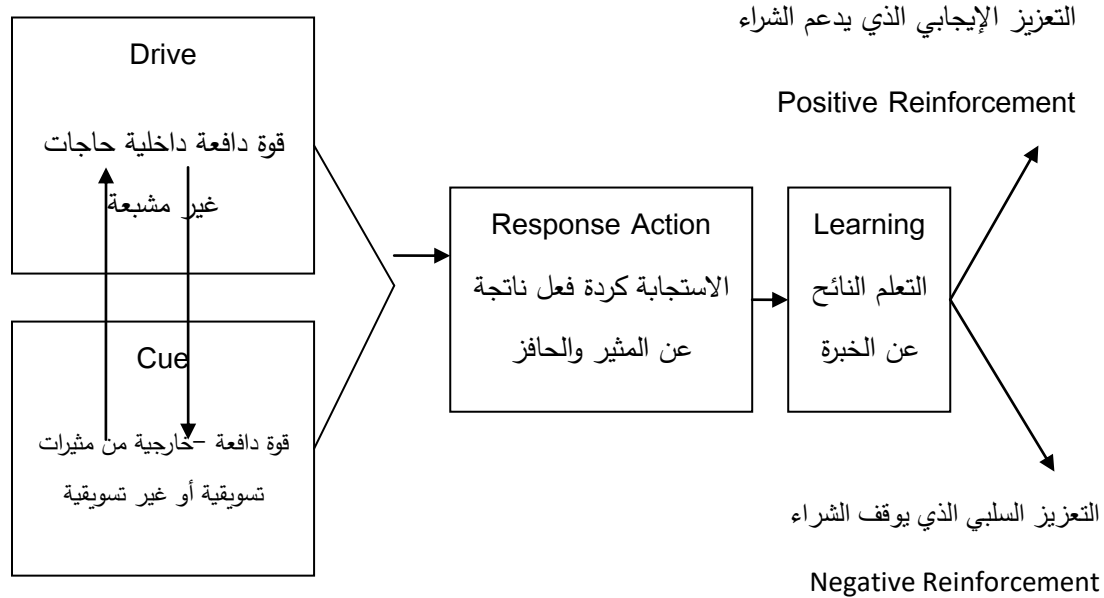 Drive
قوة دافعة داخلية حاجات
غير مشبعة
Cue
قوة دافعة –خارجية من مثيرات
تسويقية أو غير تسويقية
Response Action
الاستجابة كردة فعل ناتجة
عن المثير والحافز
Learning
التعلم النائح
عن الخبرة
التعزيز الإيجابي الذي يدعم الشراء
Positive Reinforcement
التعزيز السلبي الذي يوقف الشراء
Negative Reinforcement